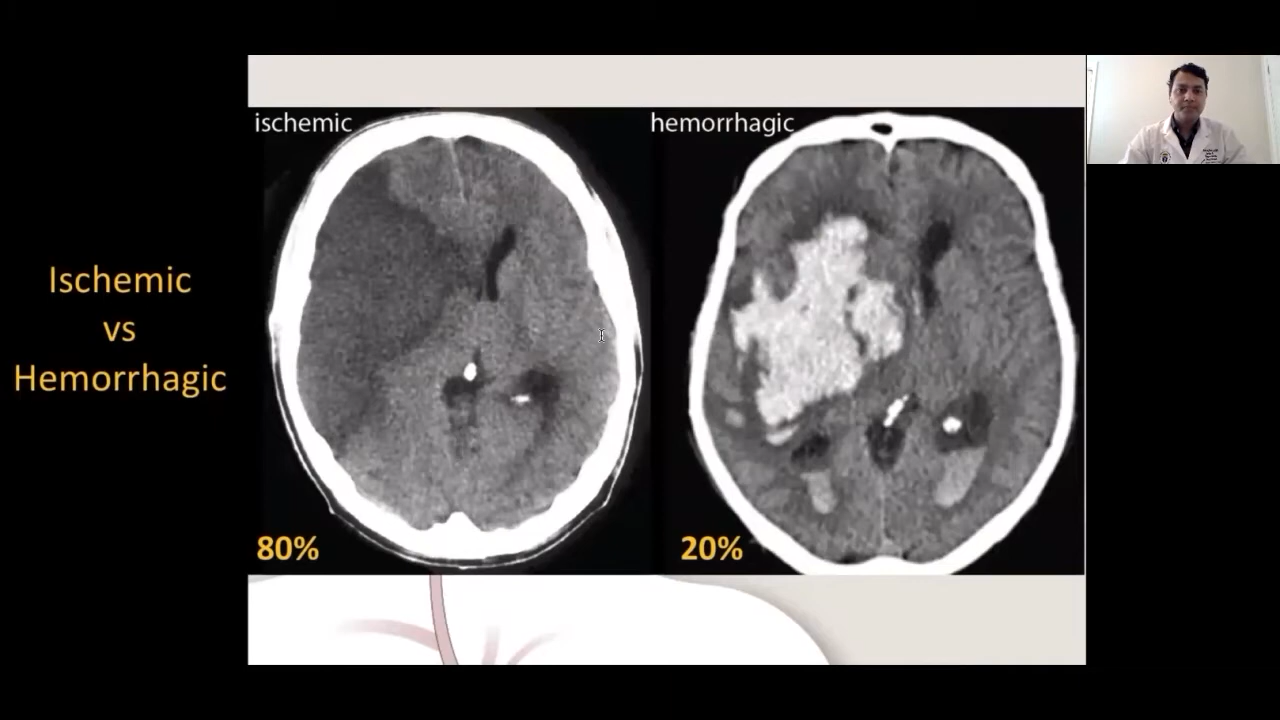 Ischemic
vs
Hemorrhagic
ischemic
hemorrhagic
80%
20%